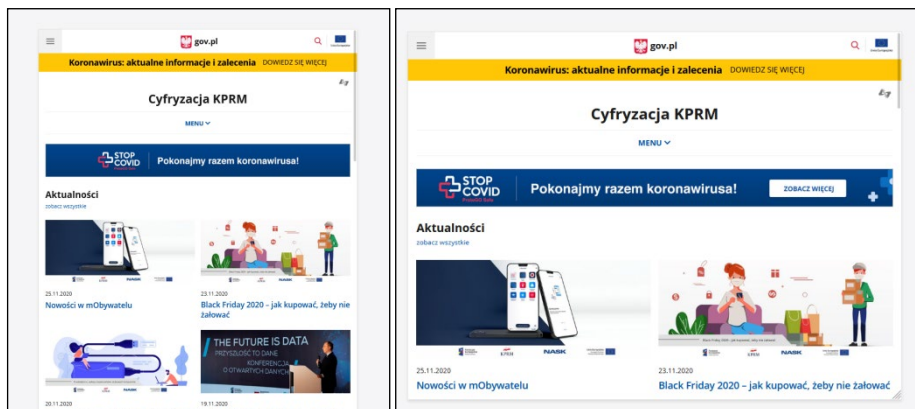 gov.pl
Koronawirus: aktualne informacje i zalecenia DOWIEDZ SIĘ WIĘCEJ
Cyfryzacja KPRM
MENU
STOP
COVID
Pokonajmy razem koronawirusa!
Aktualności
zobacz wszystkie
25.11.2020
Nowości w mObywatelu
23.11.2020
Black Friday 2020 – jak kupować, żeby nie
żałować
THE FUTURE IS DATA
PRZYSZŁOŚĆ TO DANE
KONFERENCJA
O OTWARTYCH DANYCH
20.11.2020
19.11.2020
gov.pl
Koronawirus: aktualne informacje i zalecenia DOWIEDZ SIĘ WIĘCEJ
Cyfryzacja KPRM
MENU
STOP
COVID
ProteGO Safe
Pokonajmy razem koronawirusa!
ZOBACZ WIĘCEJ
Aktualności
zobacz wszystkie
KPRM
NASK
NASK
25.11.2020
Nowości w mObywatelu
23.11.2020
Black Friday 2020 – jak kupować, żeby nie żałować